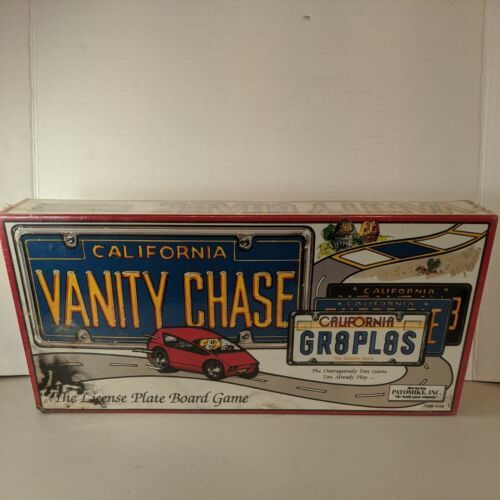 CALIFORNIA
VANITY CHASE
CALIFORNIA
CALIFORNIA
GR8PL8S
The Golden State
The Outrageously Fun Game
You Already Play ...
The License Plate Board Game
PATOMIKE, INC.